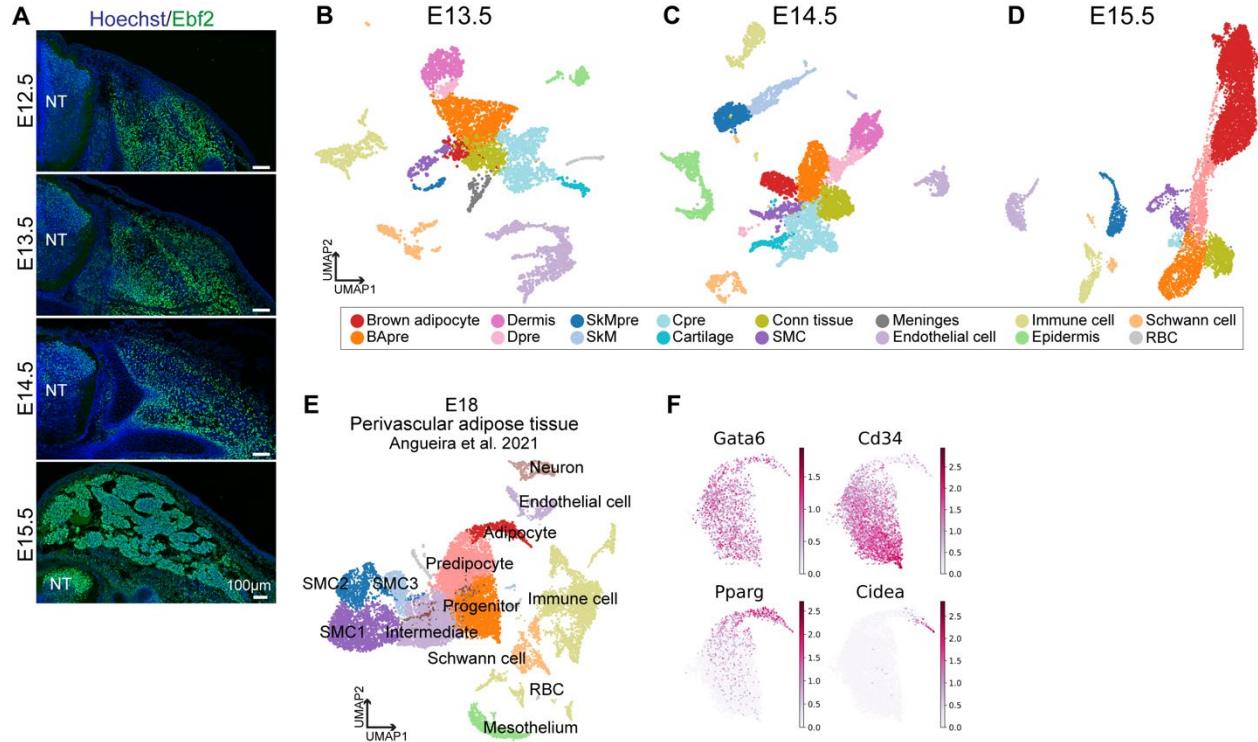 A
Hoechst/Ebf2
E12.5
NT
E13.5
NT
E14.5
NT
E15.5
NT
100µm
B
E13.5
UMAP2
UMAP1
C
E14.5
D
E15.5
Brown adipocyte
Dermis
SkMpre
Cpre
Conn tissue
Meninges
Immune cell
Schwann cell
BApre
Dpre
SkM
Cartilage
SMC
Endothelial cell
Epidermis
RBC
E
E18
Perivascular adipose tissue
Angueira et al. 2021
Neuron
Endothelial cell
Adipocyte
Predipocyte
SMC2
SMC3
Progenitor
Immune cell
SMC1
Intermediate
Schwann cell
RBC
Mesothelium
UMAP2
UMAP1
F
Gata6
1.5
1.0
0.5
0.0
Cd34
2.5
2.0
1.5
1.0
0.5
0.0
Pparg
2.5
2.0
1.5
1.0
0.5
0.0
Cidea
2.5
2.0
1.5
1.0
0.5
0.0